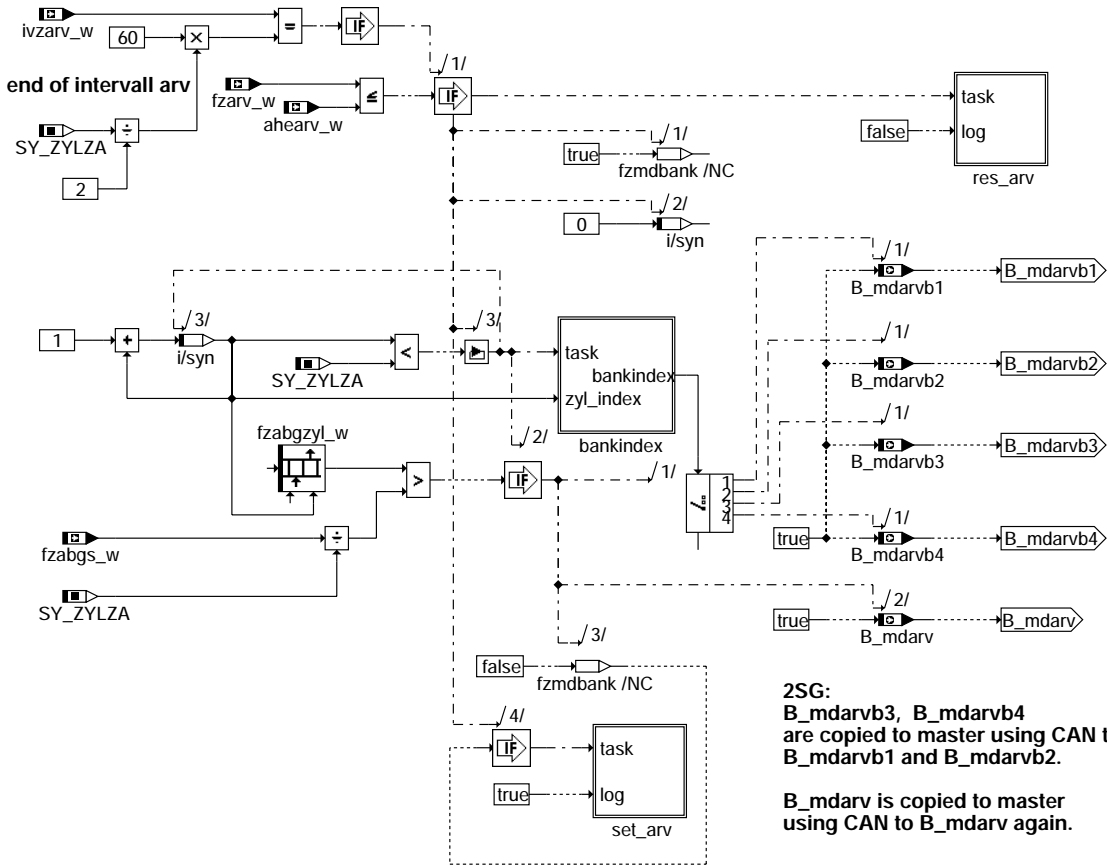 ivzarv_w
60
=
IF
end of intervall arv
/1/
fzarv_w
ahearv_w
≤
IF
SY_ZYLZA
2
task
false
log
res_arv
/1/
true
fzmdbank /NC
/2/
0
i/syn
/1/
B_mdarvb1
B_mdarvb1
/3/
/3/
1
+
i/syn
<
SY_ZYLZA
task
bankindex
zyl_index
bankindex
/1/
B_mdarvb2
B_mdarvb2
/2/
/1/
fzabgzyl_w
B_mdarvb3
B_mdarvb3
>
IF
/1/
1
2
3
4
fzabgs_w
÷
SY_ZYLZA
/1/
true
B_mdarvb4
B_mdarvb4
/2/
true
B_mdarv
B_mdarv
/3/
false
fzmdbank /NC
/4/
IF
task
true
log
set_arv
2SG:
B_mdarvb3, B_mdarvb4
are copied to master using CAN t
B_mdarvb1 and B_mdarvb2.
B_mdarv is copied to master
using CAN to B_mdarv again.